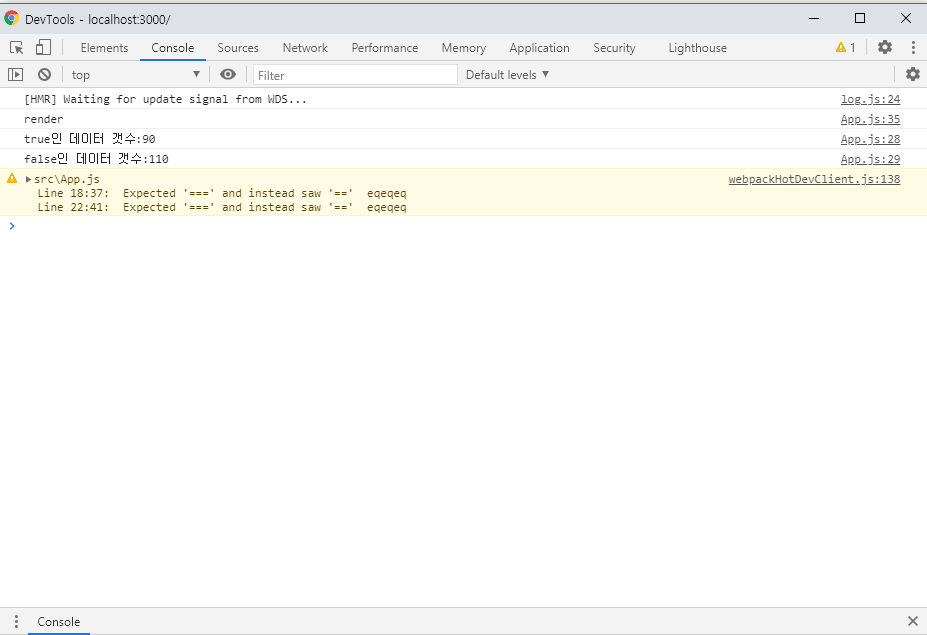 DevTools - localhost:3000/
Elements Console Sources Network Performance Memory Application Security Lighthouse 1
top Filter Default levels
[HMR] Waiting for update signal from WDS... log.js:24
render App.js:35
true인 데이터 갯수:90 App.js:28
false인 데이터 갯수:110 App.js:29
src\App.js webpackHotDevClient.js:138
Line 18:37: Expected '===' and instead saw '==' eqeqeq
Line 22:41: Expected '===' and instead saw '==' eqeqeq
Console